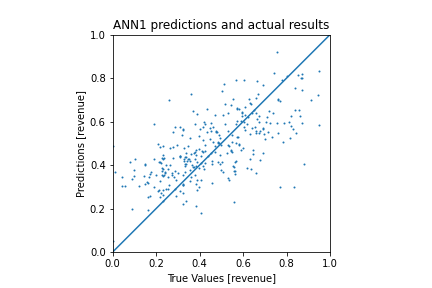 ANN1 predictions and actual results
1.0
0.8
0.6
0.4
0.2
0.0
Predictions [revenue]
0.0 0.2 0.4 0.6 0.8 1.0
True Values [revenue]